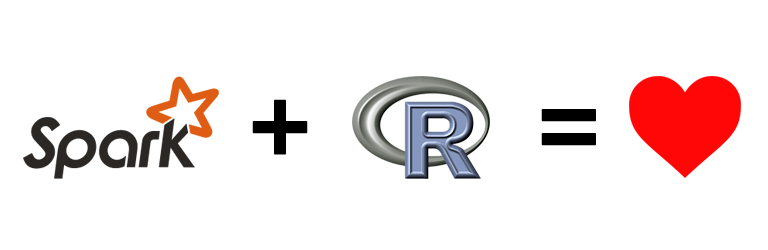 Spark + R =